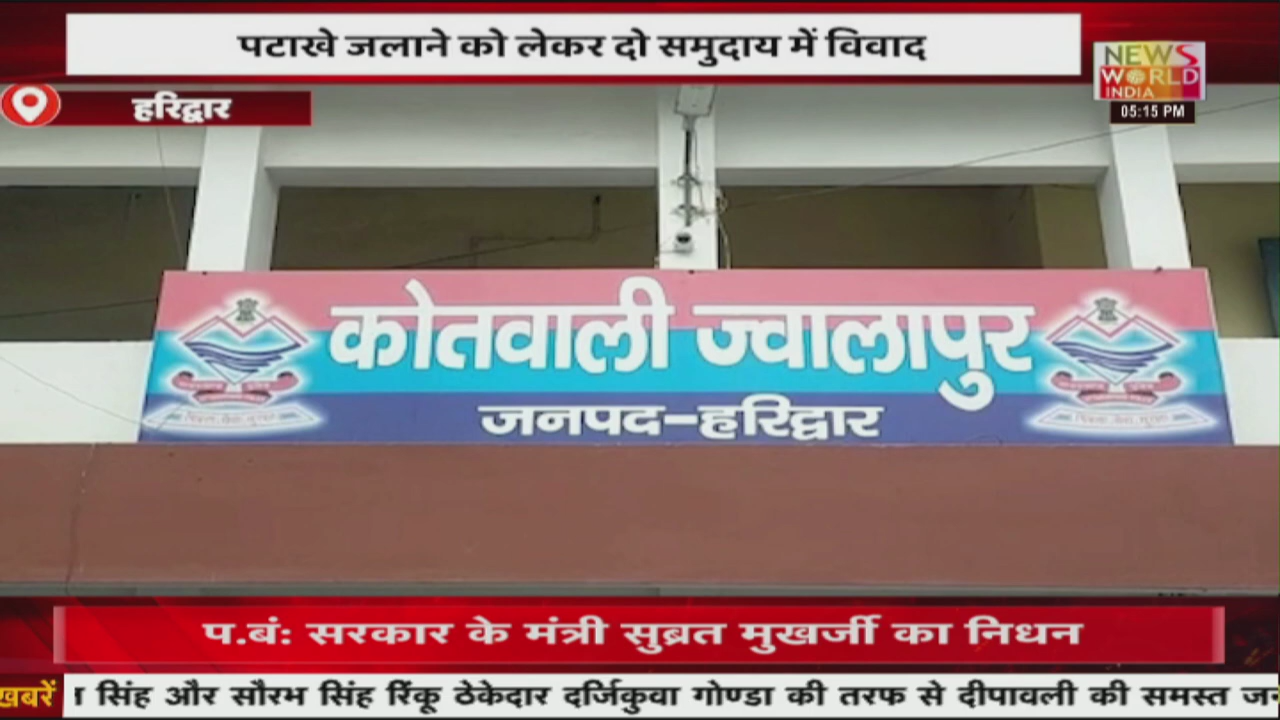 पटाखे जलाने को लेकर दो समुदाय में विवाद
NEWS
WORLD
INDIA
05:15 PM
हरिद्वार
कोतवाली ज्वालापुर
जनपद-हरिद्वार
प.बं: सरकार के मंत्री सुब्रत मुखर्जी का निधन
खबरें
सिंह और सौरभ सिंह रिंकू ठेकेदार दर्जिकुवा गोण्डा की तरफ से दीपावली की समस्त